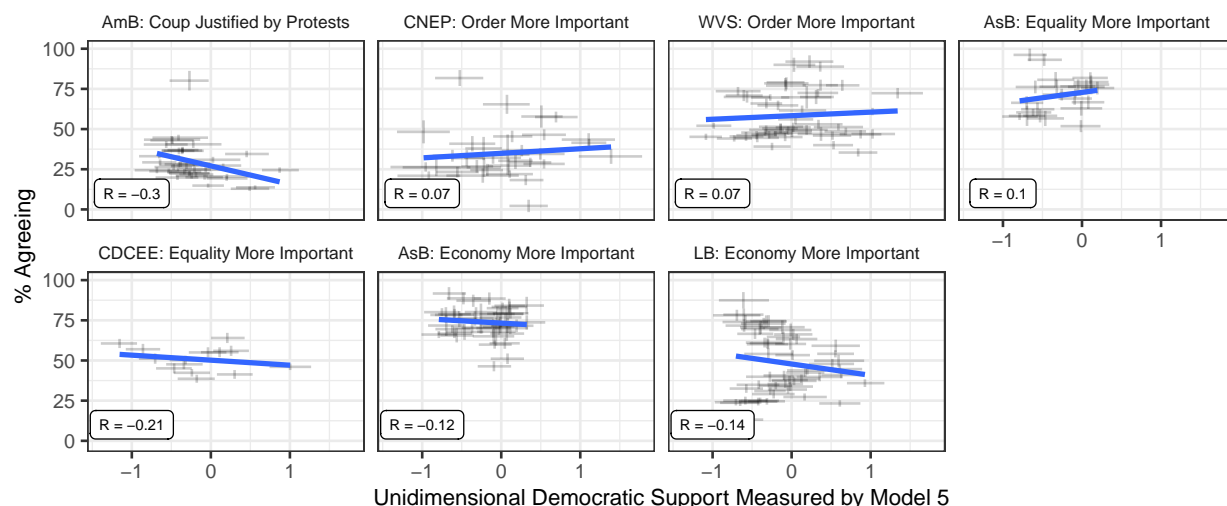 AmB: Coup Justified by Protests
CNEP: Order More Important
WVS: Order More Important
AsB: Equality More Important
100
75
50
25
0
R = −0.3
R = 0.07
R = 0.07
R = 0.1
−1 0 1
CDCEE: Equality More Important
AsB: Economy More Important
LB: Economy More Important
% Agreeing
100
75
50
25
0
R = −0.21
R = −0.12
R = −0.14
−1 0 1
−1 0 1
−1 0 1
Unidimensional Democratic Support Measured by Model 5